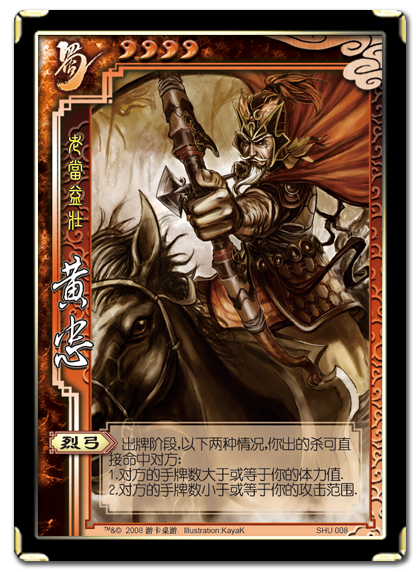 蜀
老當益壯
黃忠
烈弓
出牌阶段,以下两种情况,你出的杀可直
接命中对方:
1.对方的手牌数大于或等于你的体力值.
2.对方的手牌数小于或等于你的攻击范围.
™&© 2008 游卡桌游. Illustration:KayaK
SHU 008